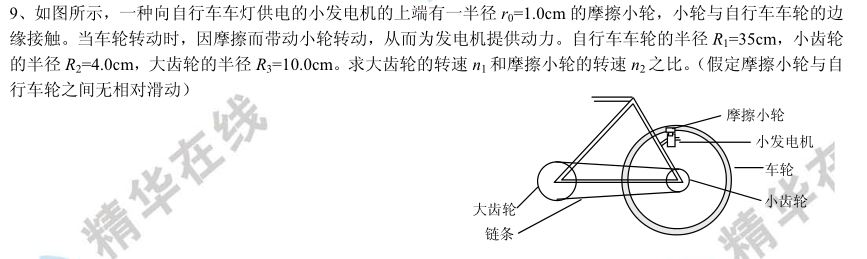 9、如图所示，一种向自行车车灯供电的小发电机的上端有一半径 r₀=1.0cm 的摩擦小轮，小轮与自行车车轮的边
缘接触。当车轮转动时，因摩擦而带动小轮转动，从而为发电机提供动力。自行车车轮的半径 R₁=35cm，小齿轮
的半径 R₂=4.0cm，大齿轮的半径 R₃=10.0cm。求大齿轮的转速 n₁ 和摩擦小轮的转速 n₂ 之比。（假定摩擦小轮与自
行车轮之间无相对滑动）
摩擦小轮
小发电机
车轮
小齿轮
大齿轮
链条
精华在线
精华在